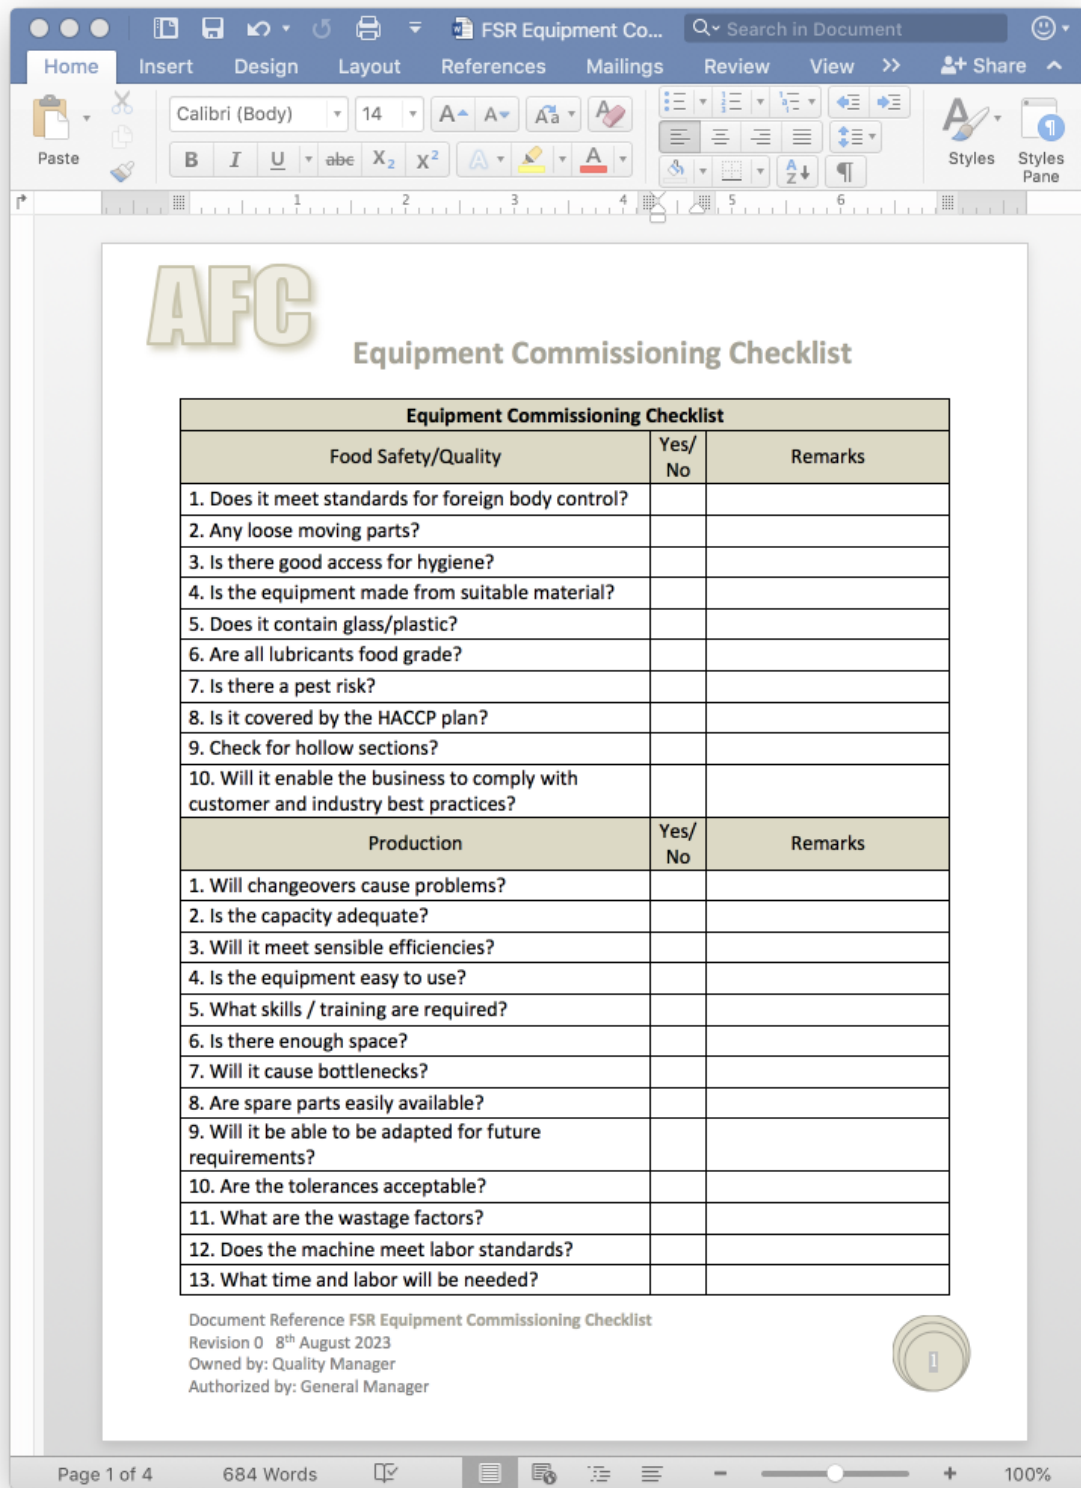 FSR Equipment Co...
Search in Document
Home Insert Design Layout References Mailings Review View >> Share
Paste
Calibri (Body) 14
A A Aa A
B I U abc X2 X² A A
A Z
Styles
Styles Pane
1 2 3 4 5 6
AFC
Equipment Commissioning Checklist
Equipment Commissioning Checklist
Food Safety/Quality Yes/ No Remarks
1. Does it meet standards for foreign body control?
2. Any loose moving parts?
3. Is there good access for hygiene?
4. Is the equipment made from suitable material?
5. Does it contain glass/plastic?
6. Are all lubricants food grade?
7. Is there a pest risk?
8. Is it covered by the HACCP plan?
9. Check for hollow sections?
10. Will it enable the business to comply with
customer and industry best practices?
Production Yes/ No Remarks
1. Will changeovers cause problems?
2. Is the capacity adequate?
3. Will it meet sensible efficiencies?
4. Is the equipment easy to use?
5. What skills / training are required?
6. Is there enough space?
7. Will it cause bottlenecks?
8. Are spare parts easily available?
9. Will it be able to be adapted for future
requirements?
10. Are the tolerances acceptable?
11. What are the wastage factors?
12. Does the machine meet labor standards?
13. What time and labor will be needed?
Document Reference FSR Equipment Commissioning Checklist
Revision 0 8th August 2023
Owned by: Quality Manager
Authorized by: General Manager
1
Page 1 of 4 684 Words 100%